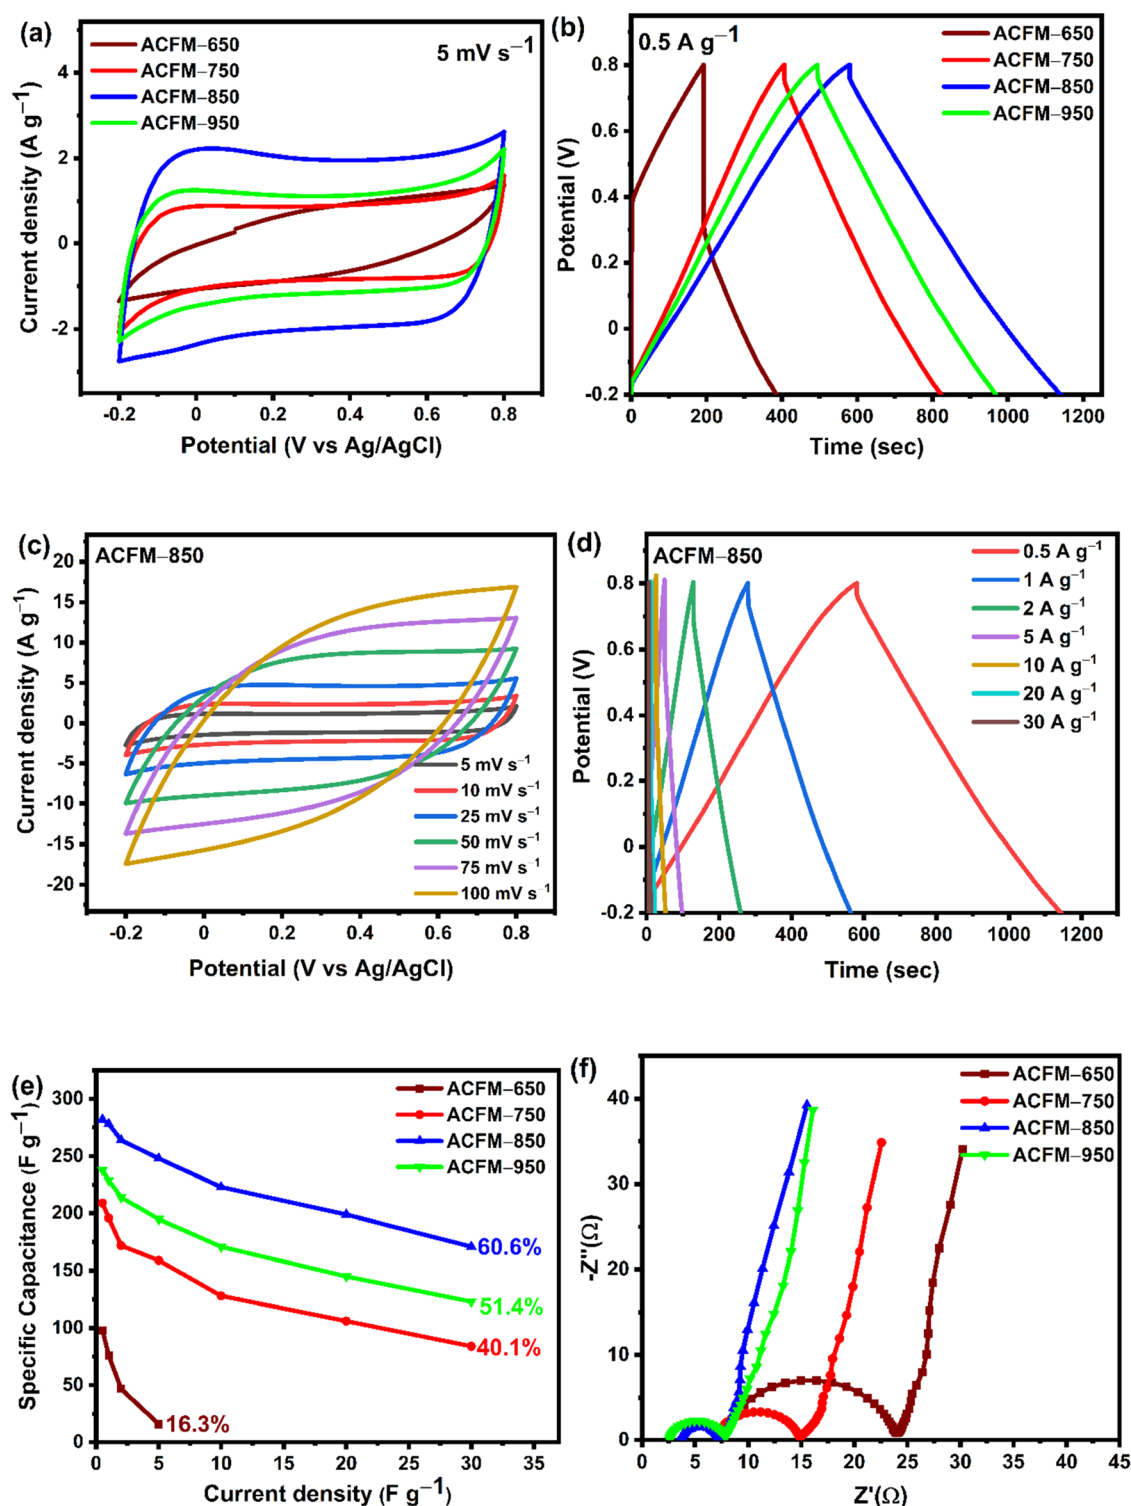 (a)
ACFM−650
ACFM−750
ACFM−850
ACFM−950
5 mV s⁻¹
Current density (A g⁻¹)
4
2
0
-2
-0.2 0 0.2 0.4 0.6 0.8
Potential (V vs Ag/AgCl)
(b)
0.5 A g⁻¹
ACFM−650
ACFM−750
ACFM−850
ACFM−950
Potential (V)
0.8
0.6
0.4
0.2
0
-0.2
0 200 400 600 800 1000 1200
Time (sec)
(c)
ACFM−850
Current density (A g⁻¹)
20
15
10
5
0
-5
-10
-15
-20
5 mV s⁻¹
10 mV s⁻¹
25 mV s⁻¹
50 mV s⁻¹
75 mV s⁻¹
100 mV s⁻¹
-0.2 0 0.2 0.4 0.6 0.8
Potential (V vs Ag/AgCl)
(d)
ACFM−850
0.5 A g⁻¹
1 A g⁻¹
2 A g⁻¹
5 A g⁻¹
10 A g⁻¹
20 A g⁻¹
30 A g⁻¹
Potential (V)
0.8
0.6
0.4
0.2
0
-0.2
0 200 400 600 800 1000 1200
Time (sec)
(e)
ACFM−650
ACFM−750
ACFM−850
ACFM−950
Specific Capacitance (F g⁻¹)
300
250
200
150
100
50
0
60.6%
51.4%
40.1%
16.3%
0 5 10 15 20 25 30 35
Current density (F g⁻¹)
(f)
ACFM−650
ACFM−750
ACFM−850
ACFM−950
-Z''(Ω)
40
30
20
10
0
0 5 10 15 20 25 30 35 40 45
Z'(Ω)